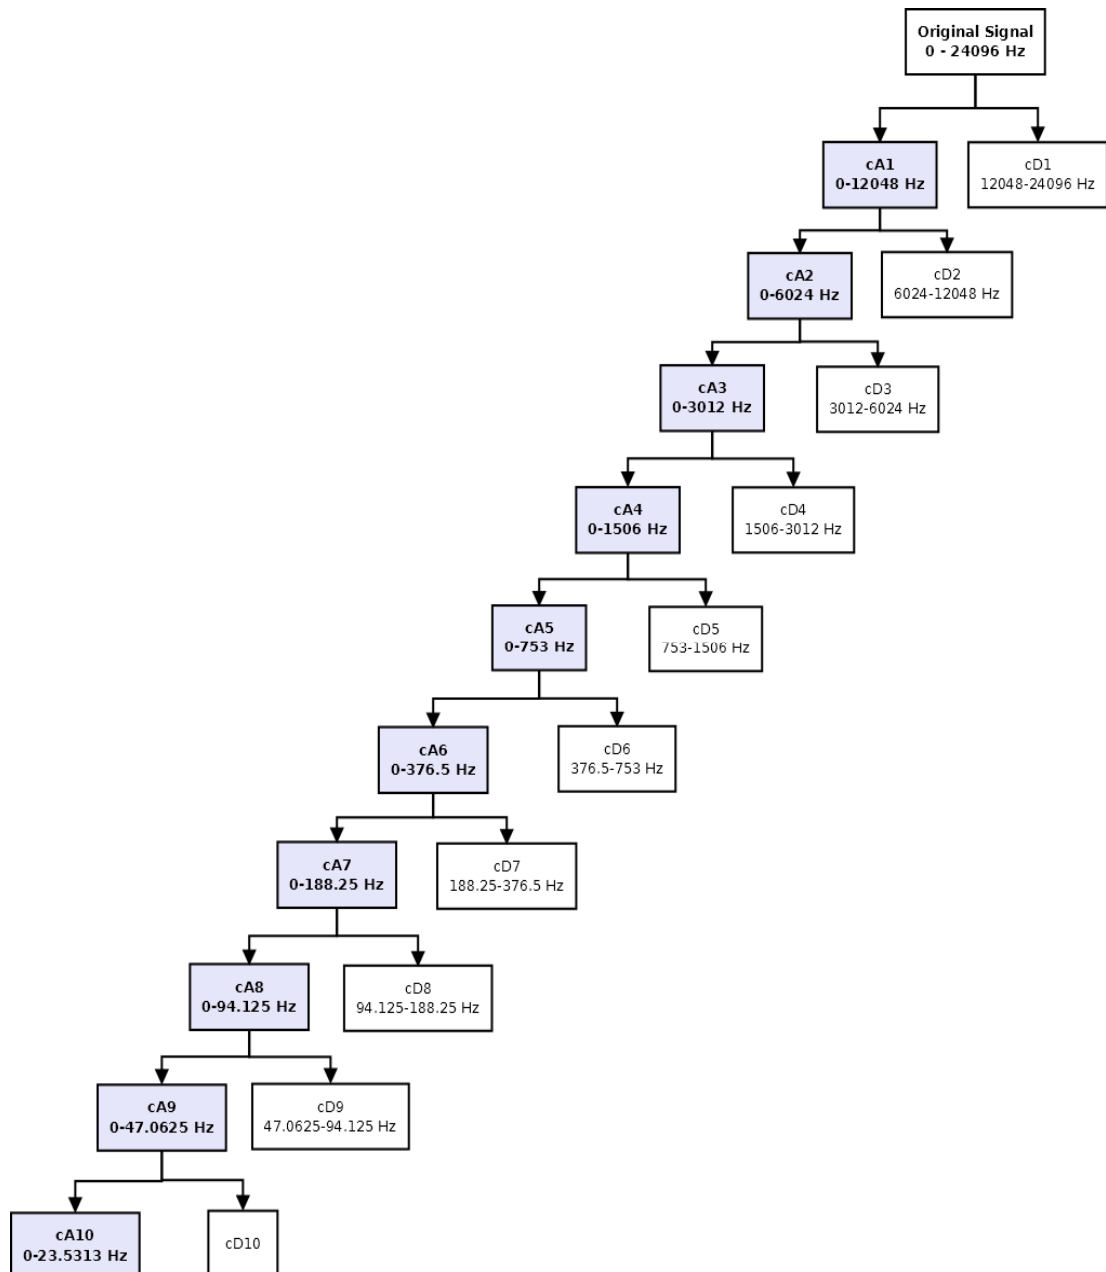 Original Signal
0 - 24096 Hz
cA1
0-12048 Hz
cD1
12048-24096 Hz
cA2
0-6024 Hz
cD2
6024-12048 Hz
cA3
0-3012 Hz
cD3
3012-6024 Hz
cA4
0-1506 Hz
cD4
1506-3012 Hz
cA5
0-753 Hz
cD5
753-1506 Hz
cA6
0-376.5 Hz
cD6
376.5-753 Hz
cA7
0-188.25 Hz
cD7
188.25-376.5 Hz
cA8
0-94.125 Hz
cD8
94.125-188.25 Hz
cA9
0-47.0625 Hz
cD9
47.0625-94.125 Hz
cA10
0-23.5313 Hz
cD10